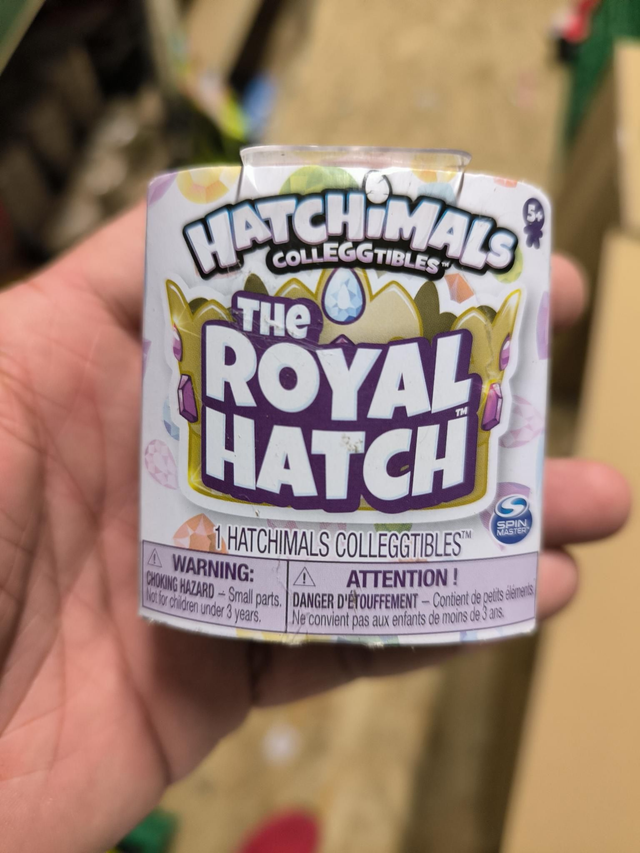 HATCHiMALS
COLLEGGTIBLES™
5+
THe
ROYAL
HATCH™
SPIN
MASTER™
1 HATCHIMALS COLLEGGTIBLES™
WARNING:
CHOKING HAZARD – Small parts.
Not for children under 3 years.
ATTENTION !
DANGER D'ÉTOUFFEMENT – Contient de petits éléments.
Ne convient pas aux enfants de moins de 3 ans.